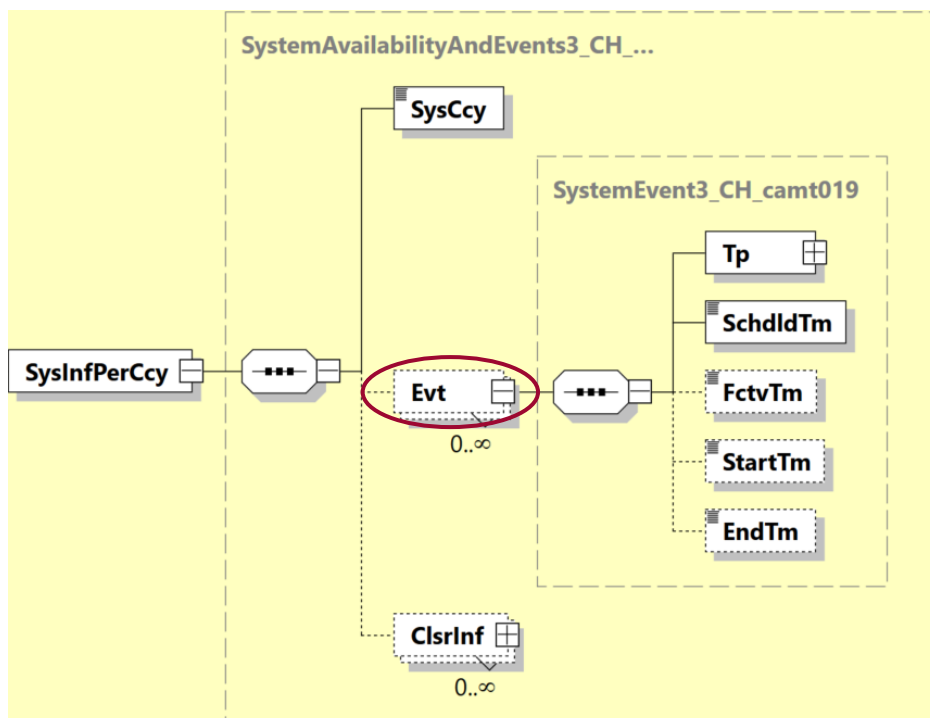 SystemAvailabilityAndEvents3_CH_...
SysCcy
SystemEvent3_CH_camt019
Tp
SchdldTm
SysInfPerCcy
Evt
FctvTm
0..∞
StartTm
EndTm
ClsrInf
0..∞